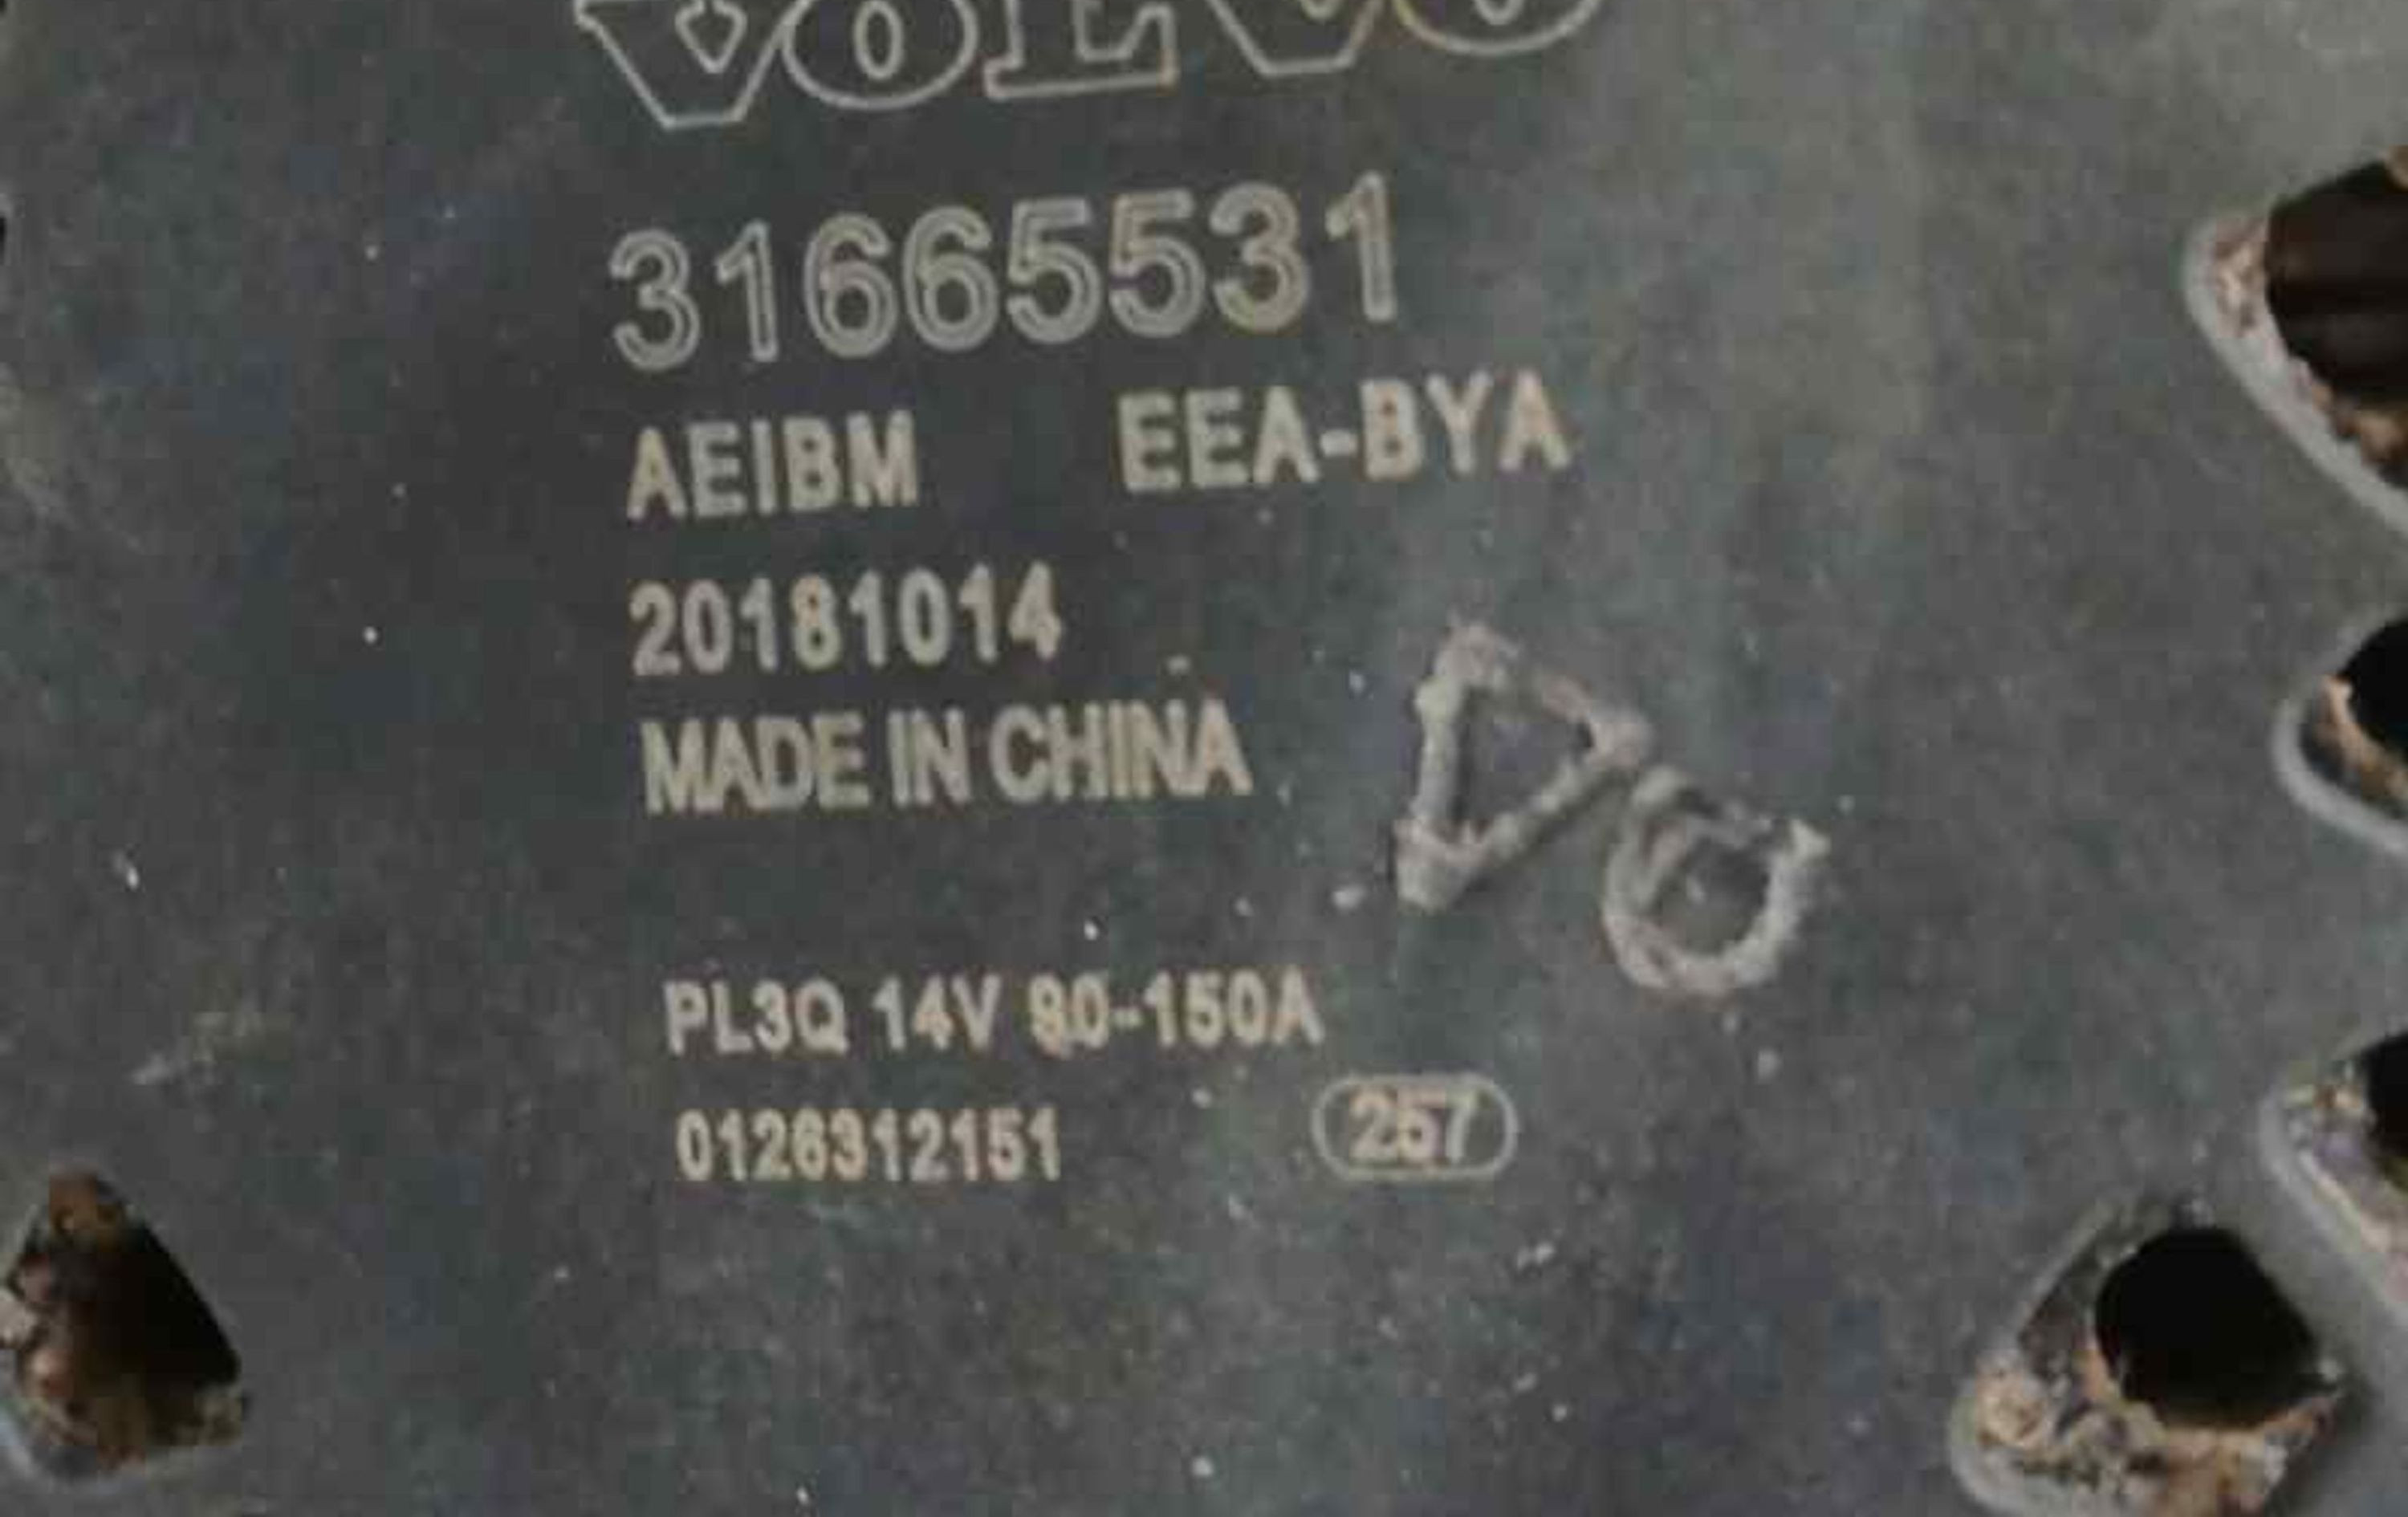 VOLVO
31665531
AEIBM EEA-BYA
20181014
MADE IN CHINA
PL3Q 14V 90-150A
0126312151
257